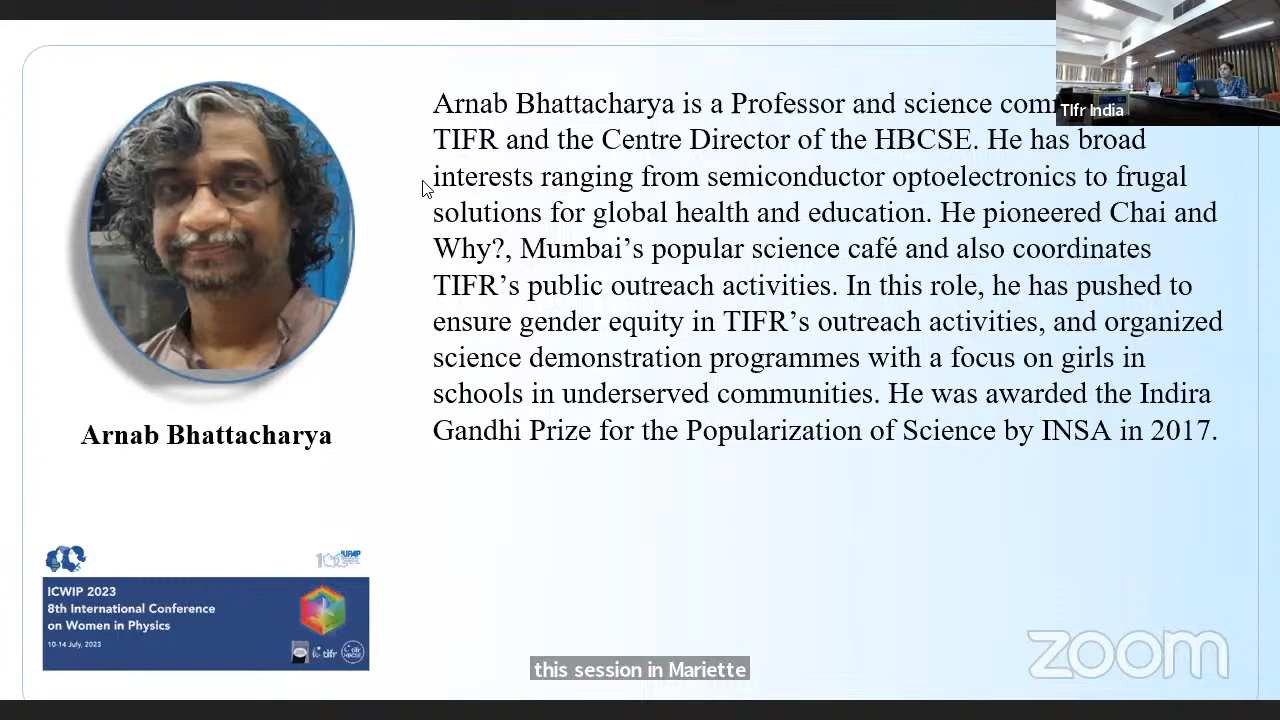 Arnab Bhattacharya is a Professor and science
TIFR and the Centre Director of the HBCSE. He has broad
interests ranging from semiconductor optoelectronics to frugal
solutions for global health and education. He pioneered Chai and
Why?, Mumbai’s popular science café and also coordinates
TIFR’s public outreach activities. In this role, he has pushed to
ensure gender equity in TIFR’s outreach activities, and organized
science demonstration programmes with a focus on girls in
schools in underserved communities. He was awarded the Indira
Gandhi Prize for the Popularization of Science by INSA in 2017.
TIfr India
Arnab Bhattacharya
IUPAP
ICWIP 2023
8th International Conference
on Women in Physics
10-14 July, 2023
tifr
tifr
HBCSE
this session in Mariette
zoom